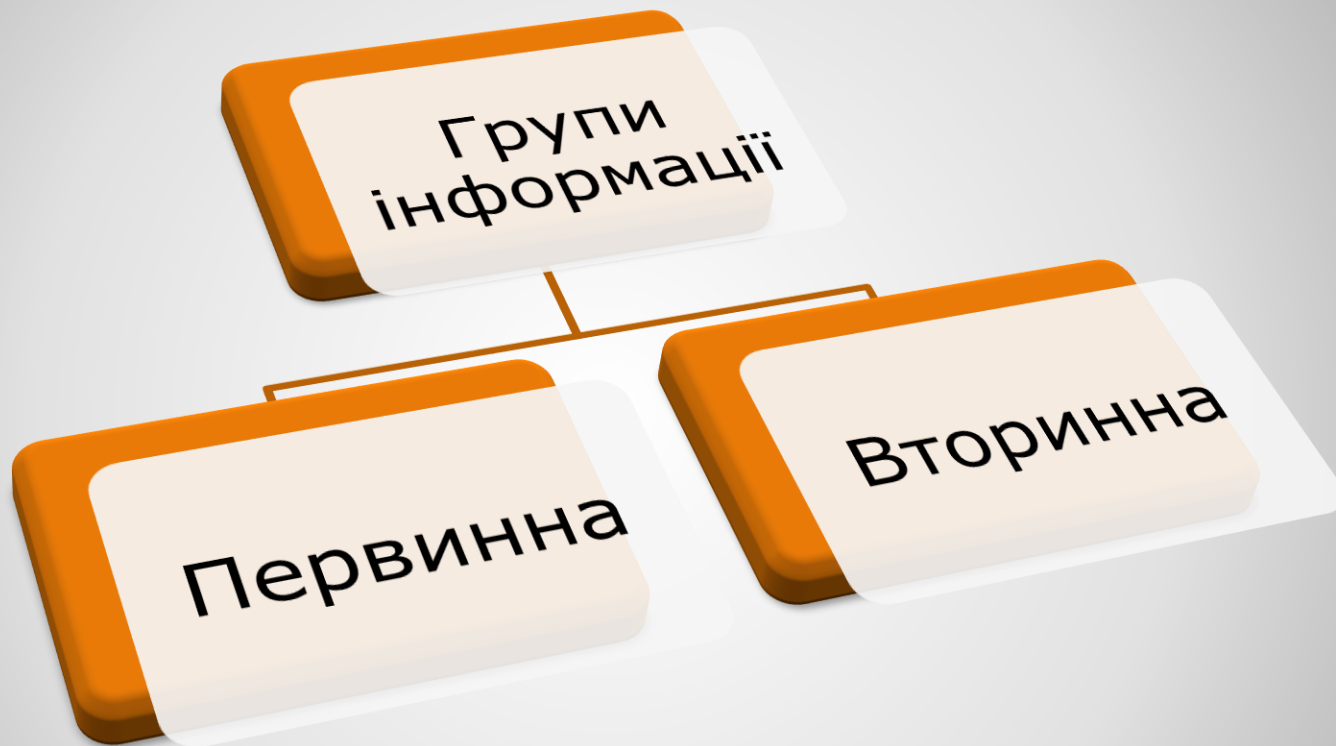 Групи
інформації
Первинна
Вторинна